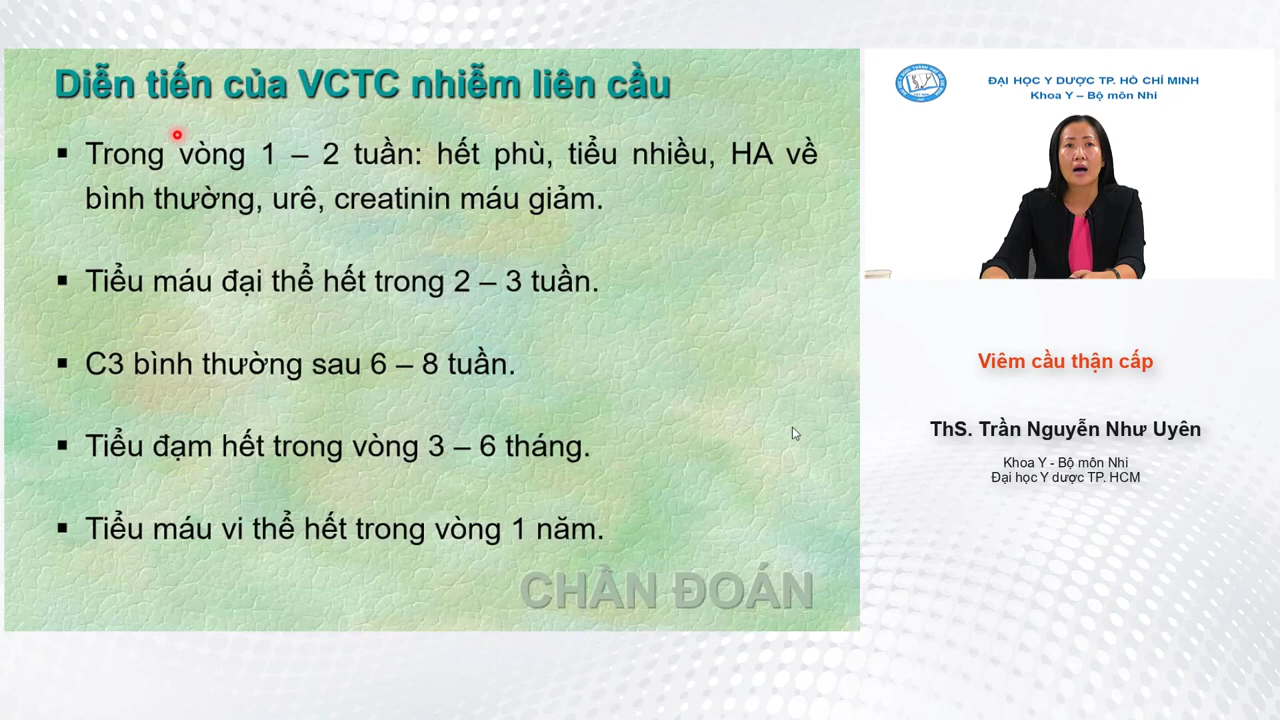 Diễn tiến của VCTC nhiễm liên cầu
▪ Trong vòng 1 – 2 tuần: hết phù, tiểu nhiều, HA về
bình thường, urê, creatinin máu giảm.
▪ Tiểu máu đại thể hết trong 2 – 3 tuần.
▪ C3 bình thường sau 6 – 8 tuần.
▪ Tiểu đạm hết trong vòng 3 – 6 tháng.
▪ Tiểu máu vi thể hết trong vòng 1 năm.
CHẦN ĐOÁN
ĐẠI HỌC Y DƯỢC TP. HỒ CHÍ MINH
Khoa Y – Bộ môn Nhi
Viêm cầu thận cấp
ThS. Trần Nguyễn Như Uyên
Khoa Y - Bộ môn Nhi
Đại học Y dược TP. HCM